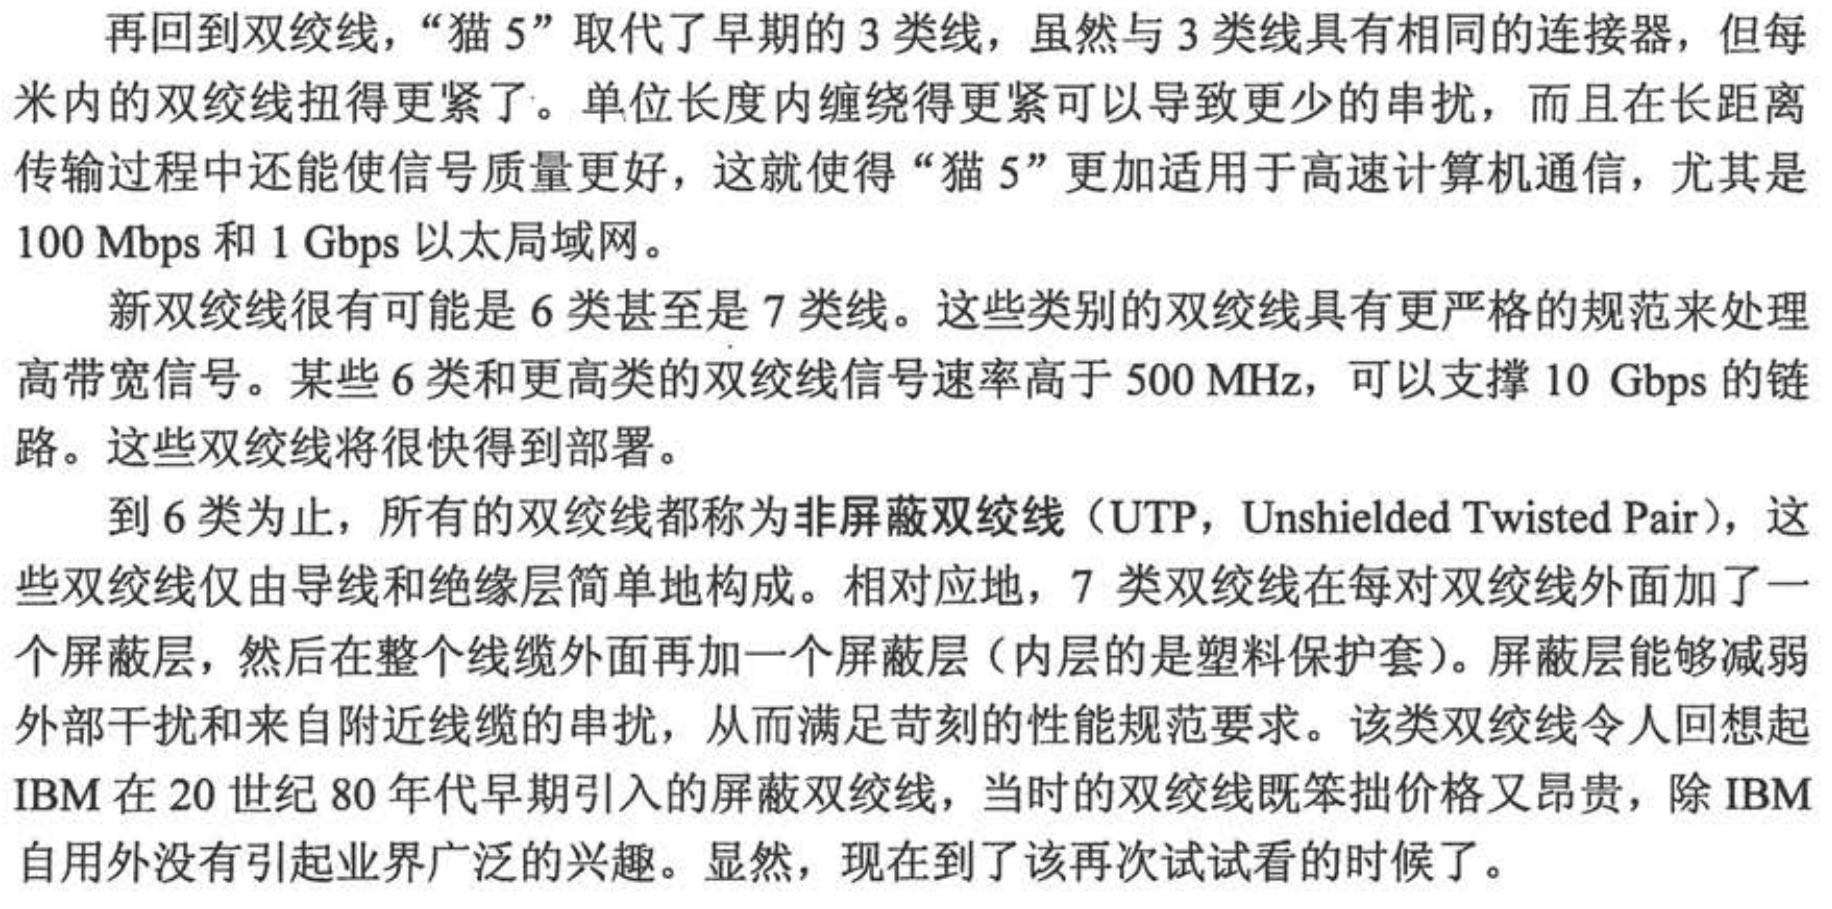 再回到双绞线，“猫 5”取代了早期的 3 类线，虽然与 3 类线具有相同的连接器，但每
米内的双绞线扭得更紧了。单位长度内缠绕得更紧可以导致更少的串扰，而且在长距离
传输过程中还能使信号质量更好，这就使得“猫 5”更加适用于高速计算机通信，尤其是
100 Mbps 和 1 Gbps 以太局域网。
新双绞线很有可能是 6 类甚至是 7 类线。这些类别的双绞线具有更严格的规范来处理
高带宽信号。某些 6 类和更高类的双绞线信号速率高于 500 MHz，可以支撑 10 Gbps 的链
路。这些双绞线将很快得到部署。
到 6 类为止，所有的双绞线都称为非屏蔽双绞线（UTP，Unshielded Twisted Pair），这
些双绞线仅由导线和绝缘层简单地构成。相对应地，7 类双绞线在每对双绞线外面加了一
个屏蔽层，然后在整个线缆外面再加一个屏蔽层（内层的是塑料保护套）。屏蔽层能够减弱
外部干扰和来自附近线缆的串扰，从而满足苛刻的性能规范要求。该类双绞线令人回想起
IBM 在 20 世纪 80 年代早期引入的屏蔽双绞线，当时的双绞线既笨拙价格又昂贵，除 IBM
自用外没有引起业界广泛的兴趣。显然，现在到了该再次试试看的时候了。